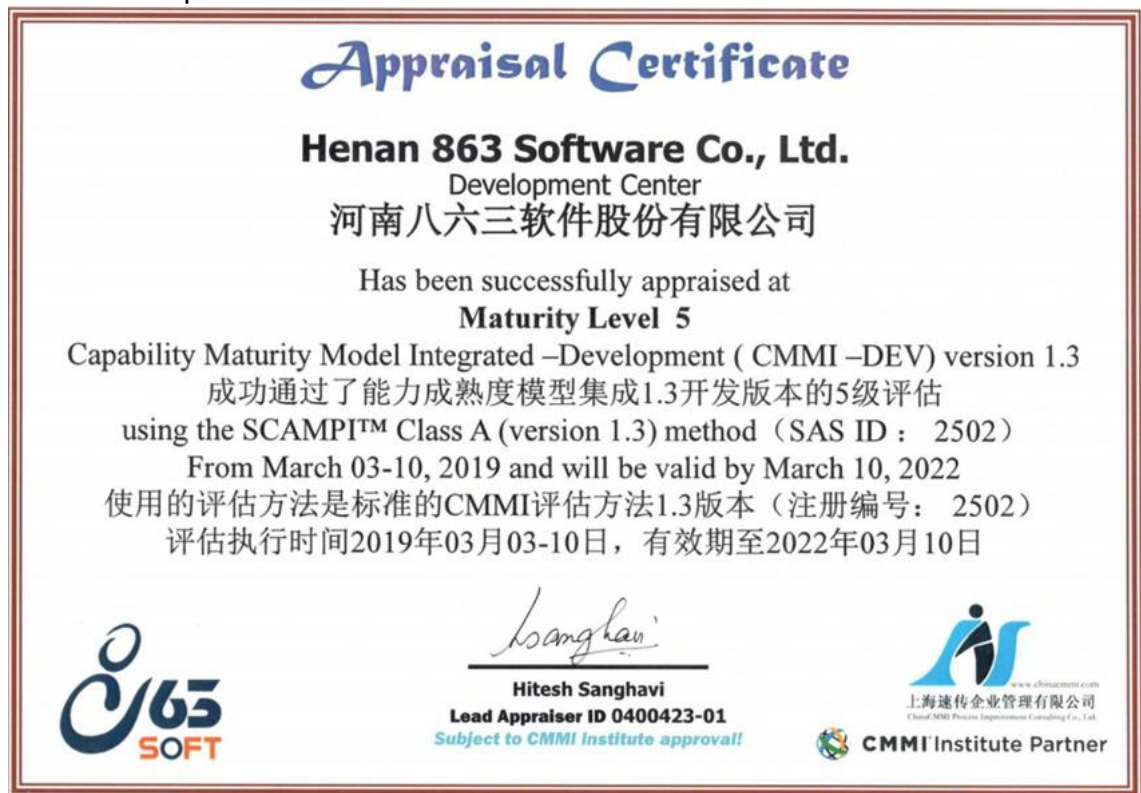 Appraisal Certificate
Henan 863 Software Co., Ltd.
Development Center
河南八六三软件股份有限公司
Has been successfully appraised at
Maturity Level 5
Capability Maturity Model Integrated –Development ( CMMI –DEV) version 1.3
成功通过了能力成熟度模型集成1.3开发版本的5级评估
using the SCAMPI™ Class A (version 1.3) method（SAS ID： 2502）
From March 03-10, 2019 and will be valid by March 10, 2022
使用的评估方法是标准的CMMI评估方法1.3版本（注册编号： 2502）
评估执行时间2019年03月03-10日，有效期至2022年03月10日
Hitesh Sanghavi
Lead Appraiser ID 0400423-01
Subject to CMMI Institute approval!
863
SOFT
www.chinacmmi.com
上海速传企业管理有限公司
ChinaCMMI Process Improvement Consulting Co., Ltd.
CMMI Institute Partner